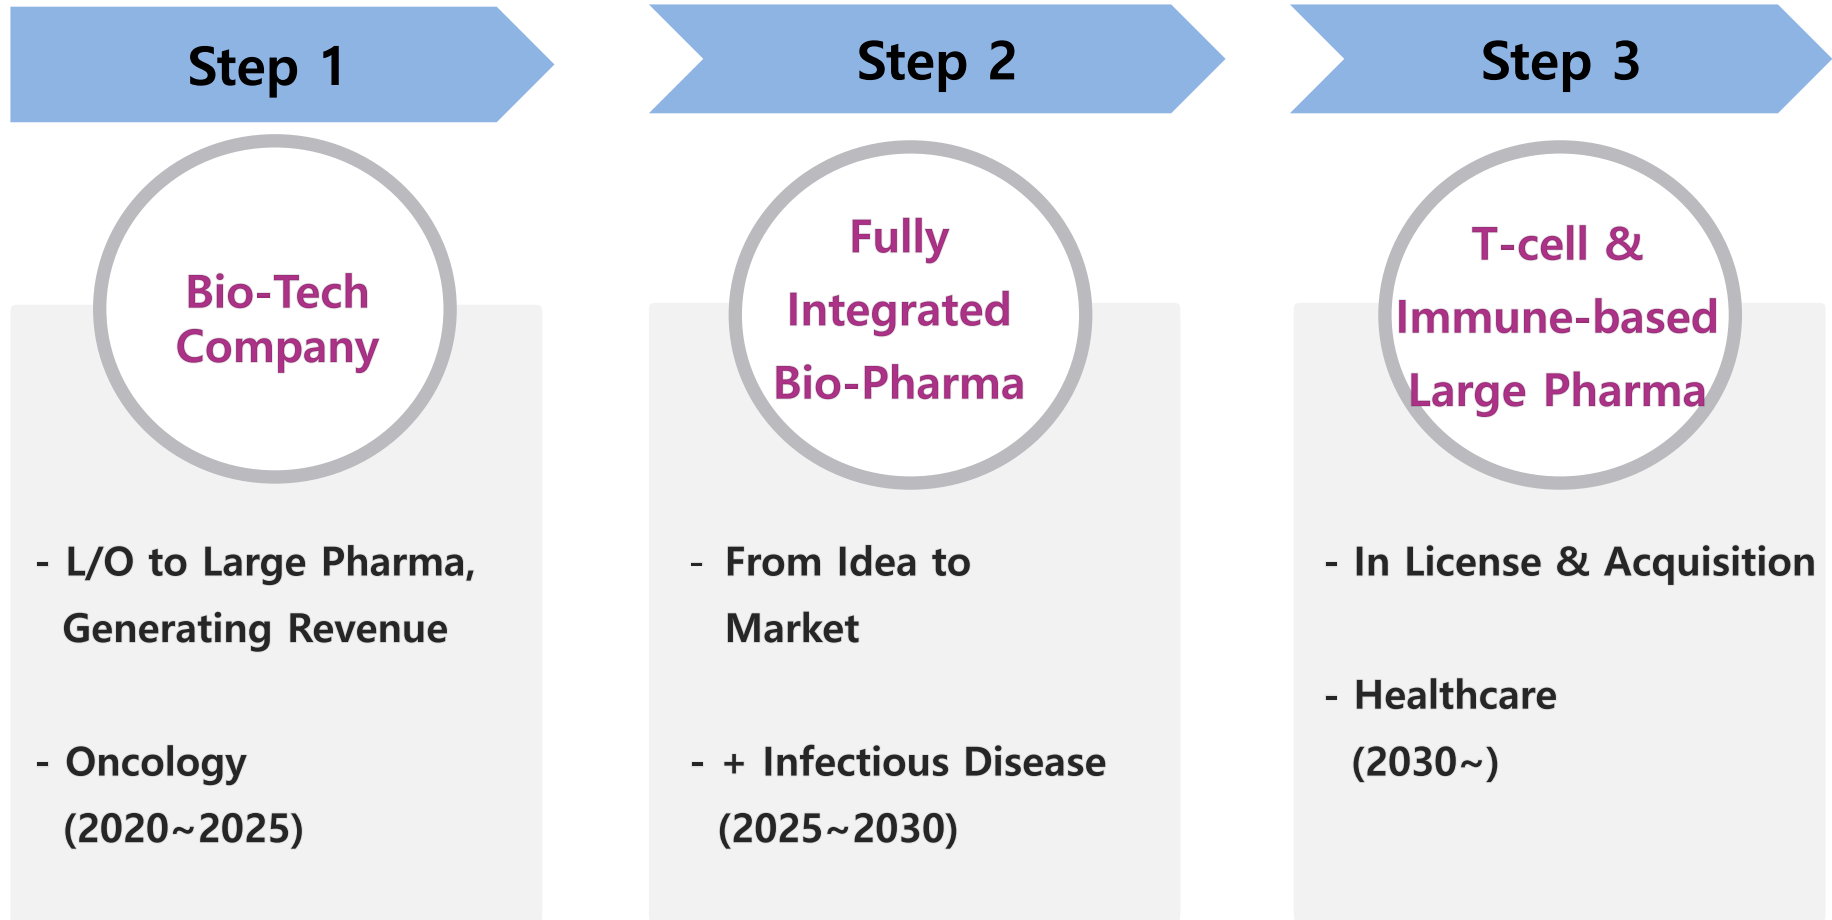 Step 1
Bio-Tech
Company
- L/O to Large Pharma,
Generating Revenue
- Oncology
(2020~2025)
Step 2
Fully
Integrated
Bio-Pharma
- From Idea to
Market
- + Infectious Disease
(2025~2030)
Step 3
T-cell &
Immune-based
Large Pharma
- In License & Acquisition
- Healthcare
(2030~)